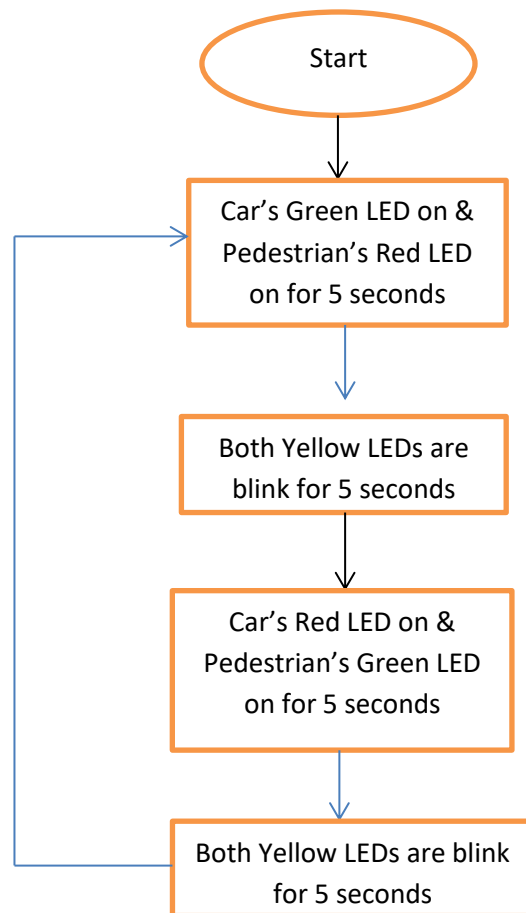 Start
Car’s Green LED on &
Pedestrian’s Red LED
on for 5 seconds
Both Yellow LEDs are
blink for 5 seconds
Car’s Red LED on &
Pedestrian’s Green LED
on for 5 seconds
Both Yellow LEDs are blink
for 5 seconds